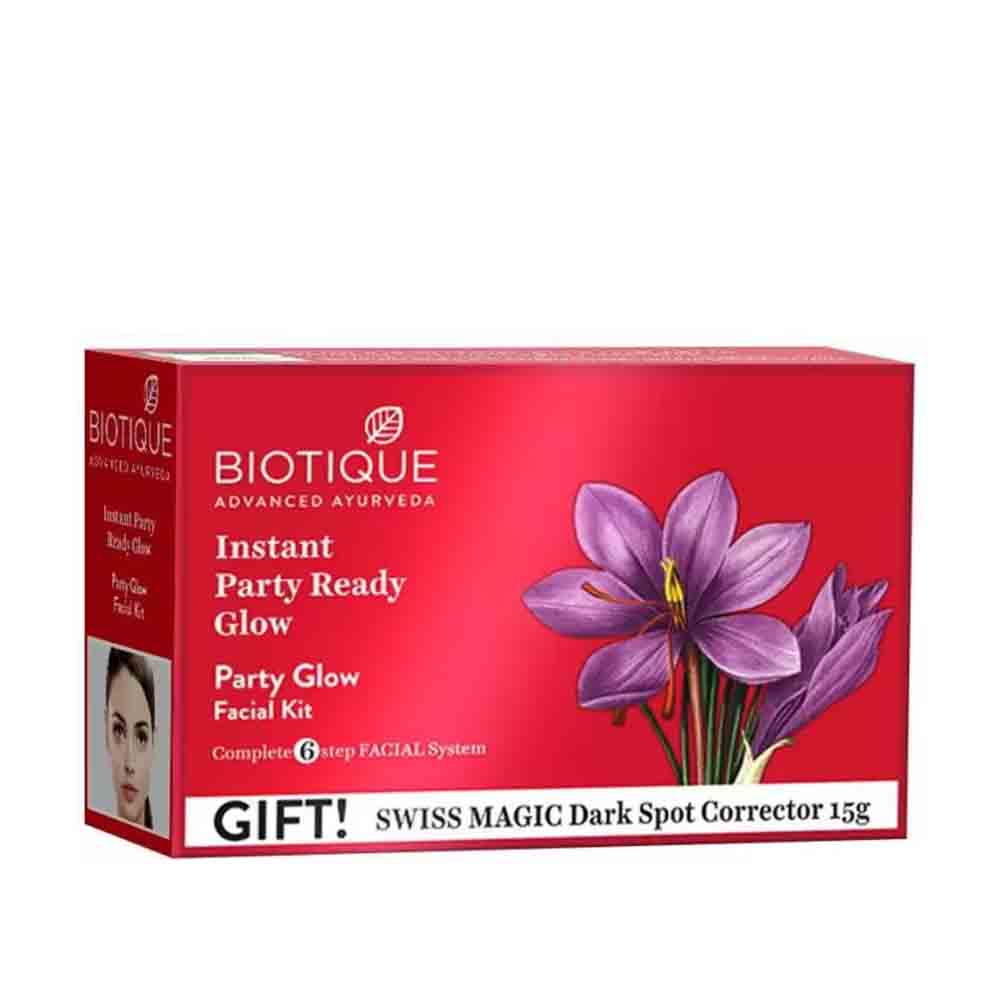 BIOTIQUE
ADVANCED AYURVEDA
Instant Party
Ready Glow
Party Glow
Facial Kit
BIOTIQUE
ADVANCED AYURVEDA
Instant
Party Ready
Glow
Party Glow
Facial Kit
Complete 6 step FACIAL System
GIFT! SWISS MAGIC Dark Spot Corrector 15g